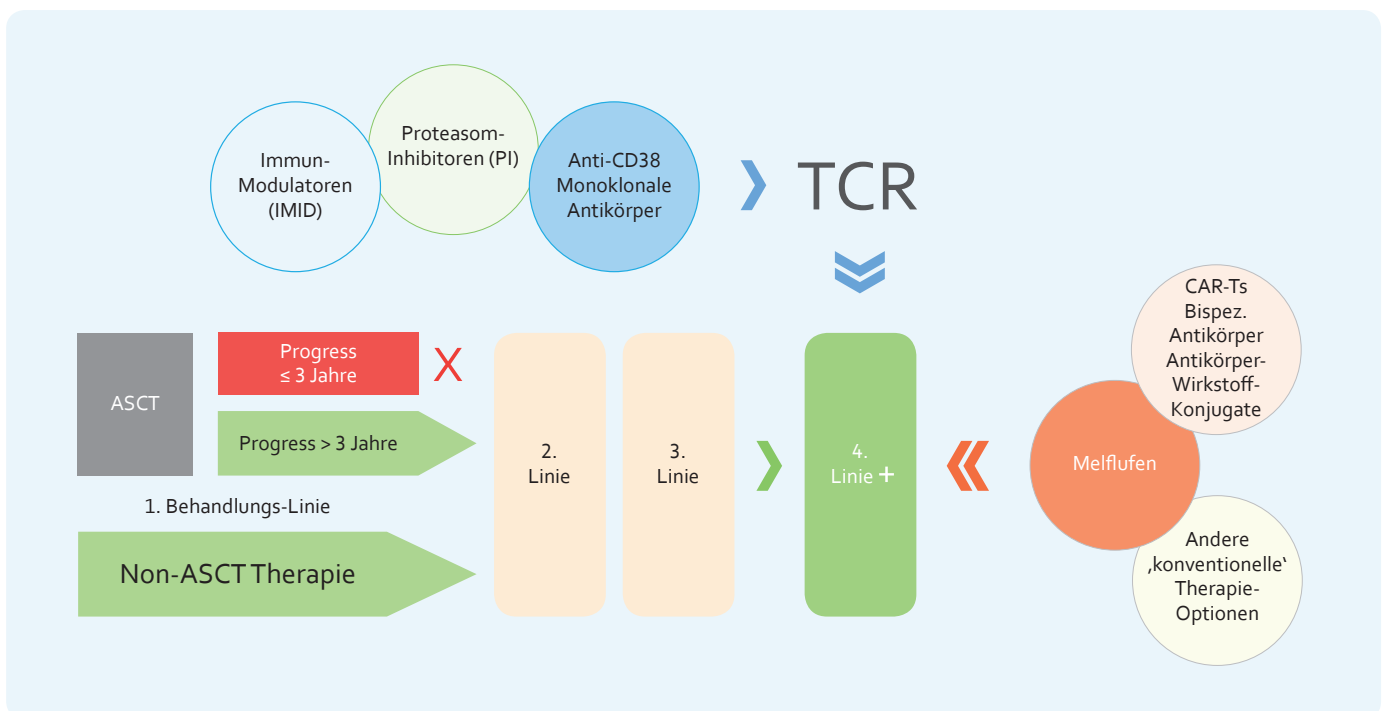 Immun-
Modulatoren
(IMID)
Proteasom-
Inhibitoren (PI)
Anti-CD38
Monoklonale
Antikörper
TCR
ASCT
Progress
≤ 3 Jahre
X
Progress > 3 Jahre
1. Behandlungs-Linie
Non-ASCT Therapie
2.
Linie
3.
Linie
4.
Linie +
CAR-Ts
Bispez.
Antikörper
Antikörper-
Wirkstoff-
Konjugate
Melflufen
Andere
‚konventionelle‘
Therapie-
Optionen